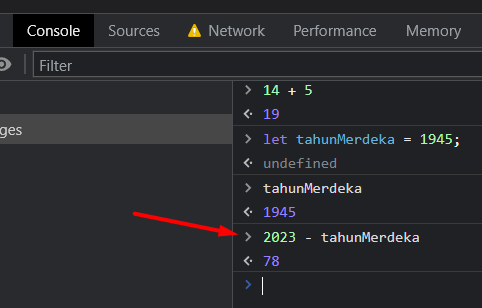 Console Sources Network Performance Memory
Filter
ges
14 + 5
19
let tahunMerdeka = 1945;
undefined
tahunMerdeka
1945
2023 - tahunMerdeka
78